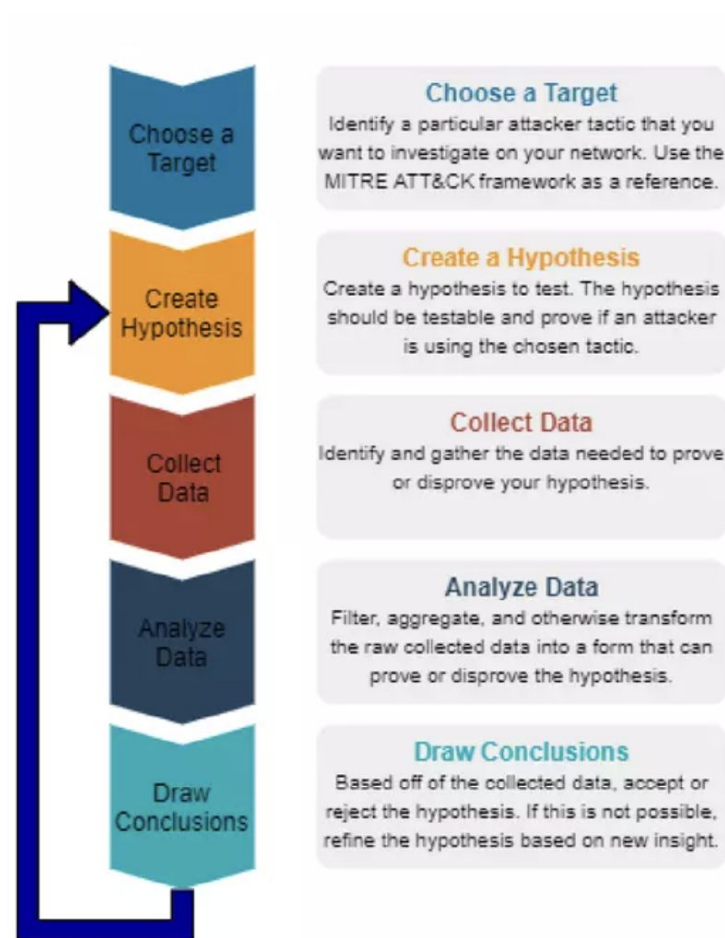 Choose a
Target
Choose a Target
Identify a particular attacker tactic that you
want to investigate on your network. Use the
MITRE ATT&CK framework as a reference.
Create
Hypothesis
Create a Hypothesis
Create a hypothesis to test. The hypothesis
should be testable and prove if an attacker
is using the chosen tactic.
Collect
Data
Collect Data
Identify and gather the data needed to prove
or disprove your hypothesis.
Analyze
Data
Analyze Data
Filter, aggregate, and otherwise transform
the raw collected data into a form that can
prove or disprove the hypothesis.
Draw
Conclusions
Draw Conclusions
Based off of the collected data, accept or
reject the hypothesis. If this is not possible,
refine the hypothesis based on new insight.